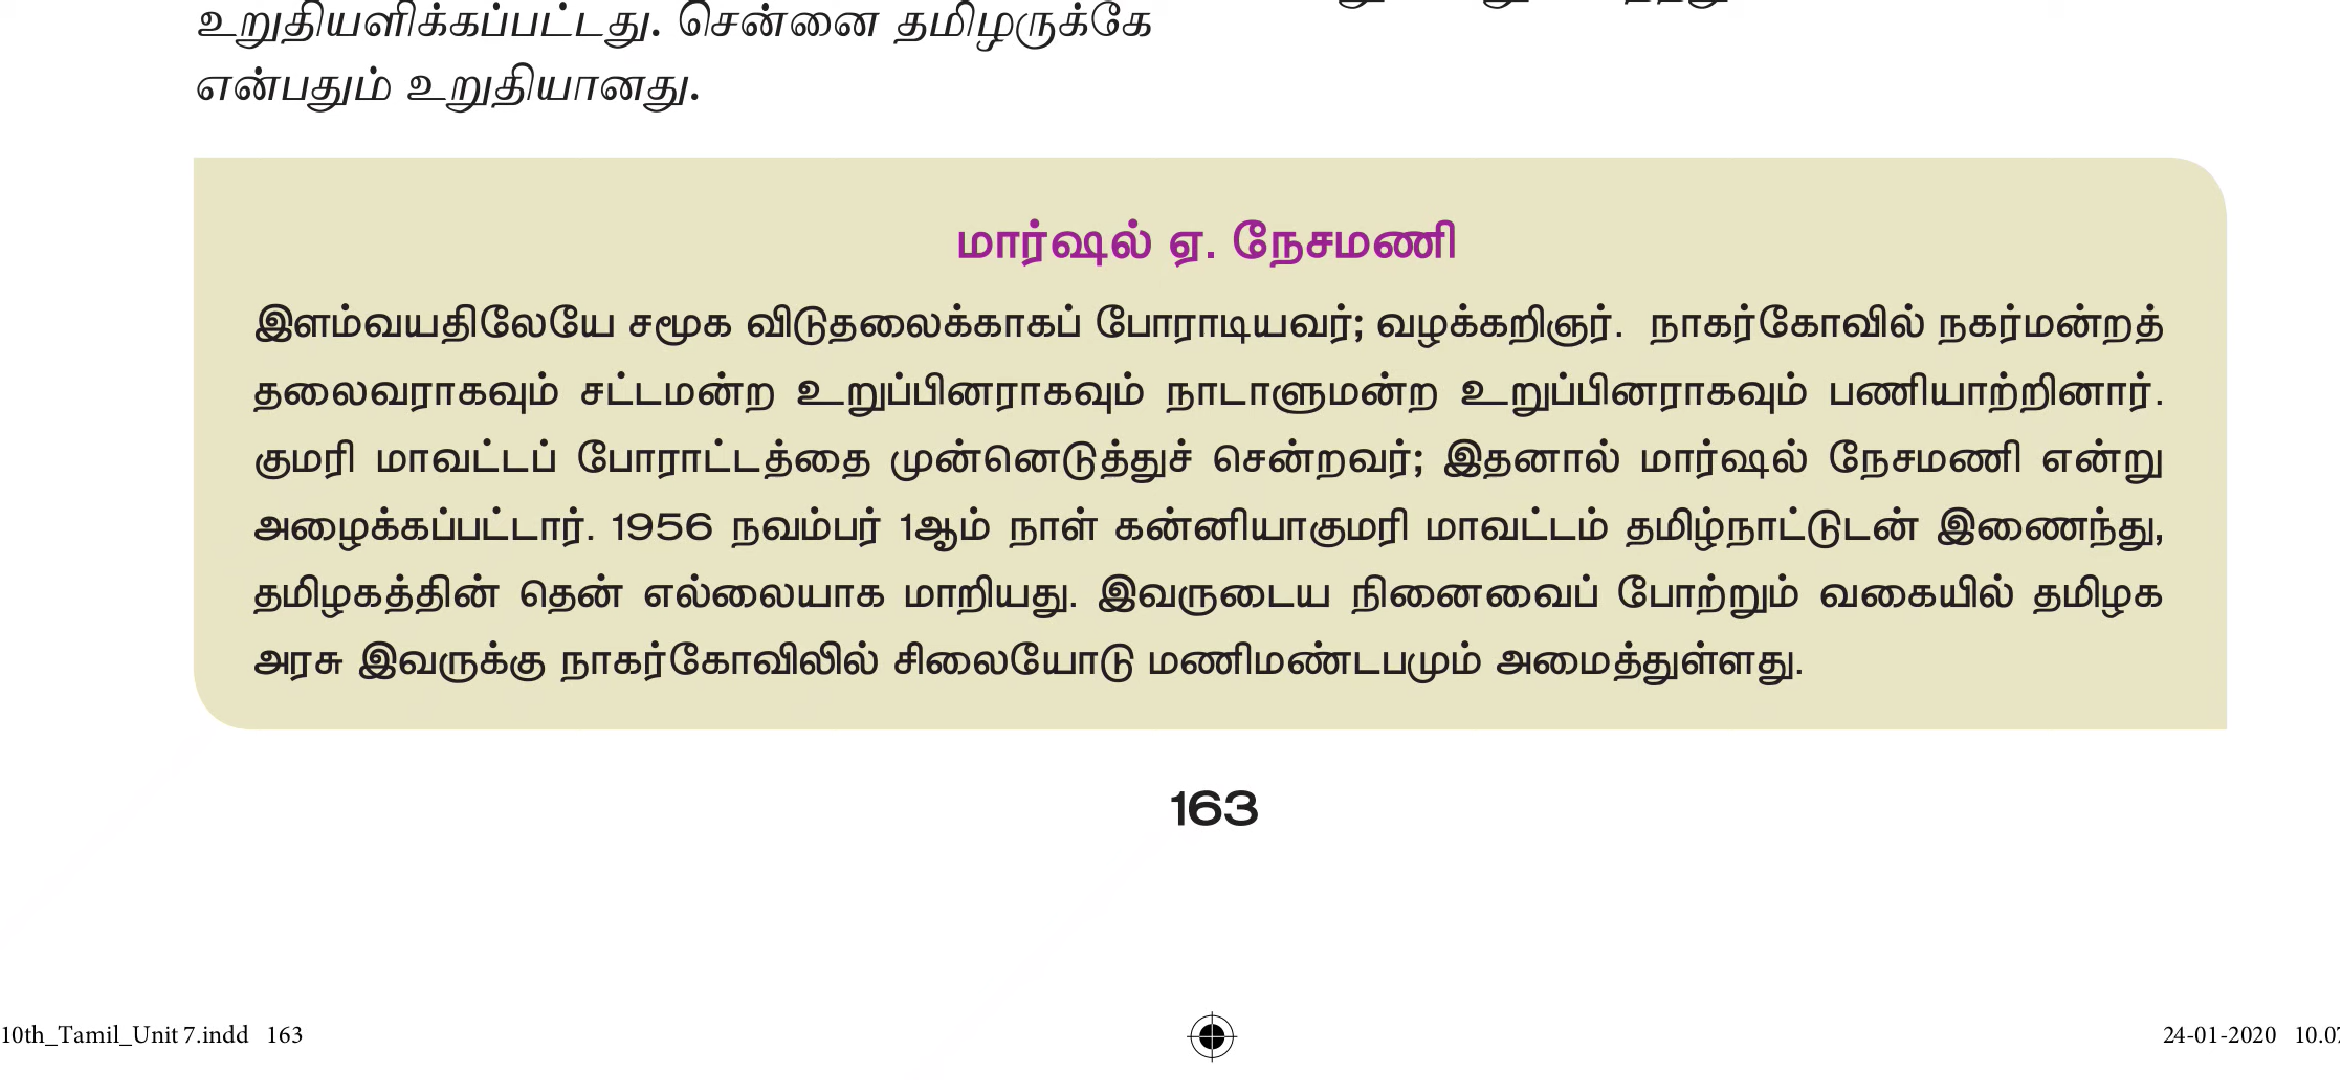 உறுதியளிக்கப்பட்டது. சென்னை தமிழருக்கே
என்பதும் உறுதியானது.
மார்ஷல் ஏ. நேசமணி
இளம்வயதிலேயே சமூக விடுதலைக்காகப் போராடியவர்; வழக்கறிஞர். நாகர்கோவில் நகர்மன்றத்
தலைவராகவும் சட்டமன்ற உறுப்பினராகவும் நாடாளுமன்ற உறுப்பினராகவும் பணியாற்றினார்.
குமரி மாவட்டப் போராட்டத்தை முன்னெடுத்துச் சென்றவர்; இதனால் மார்ஷல் நேசமணி என்று
அழைக்கப்பட்டார். 1956 நவம்பர் 1ஆம் நாள் கன்னியாகுமரி மாவட்டம் தமிழ்நாட்டுடன் இணைந்து,
தமிழகத்தின் தென் எல்லையாக மாறியது. இவருடைய நினைவைப் போற்றும் வகையில் தமிழக
அரசு இவருக்கு நாகர்கோவிலில் சிலையோடு மணிமண்டபமும் அமைத்துள்ளது.
163
10th_Tamil_Unit 7.indd 163
24-01-2020